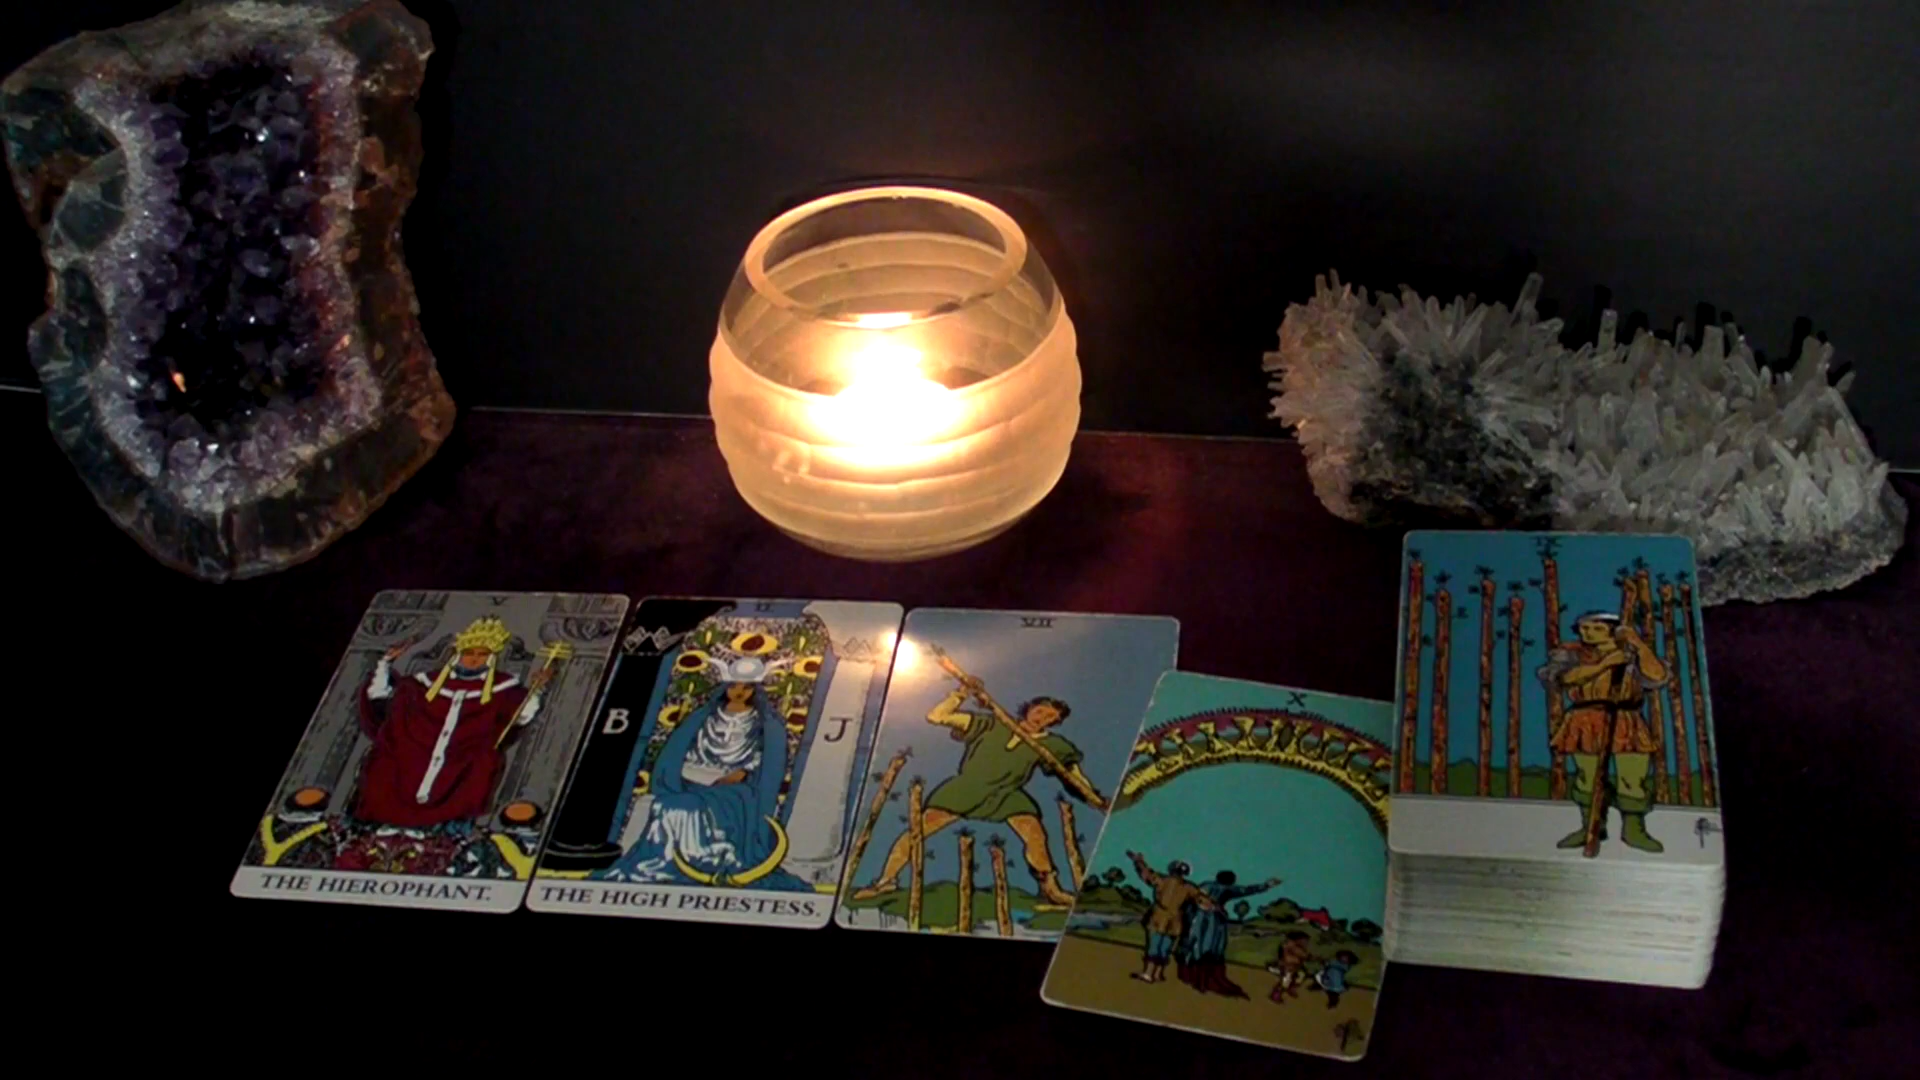 V
THE HIEROPHANT.
II
B
J
THE HIGH PRIESTESS.
VII
X
IX